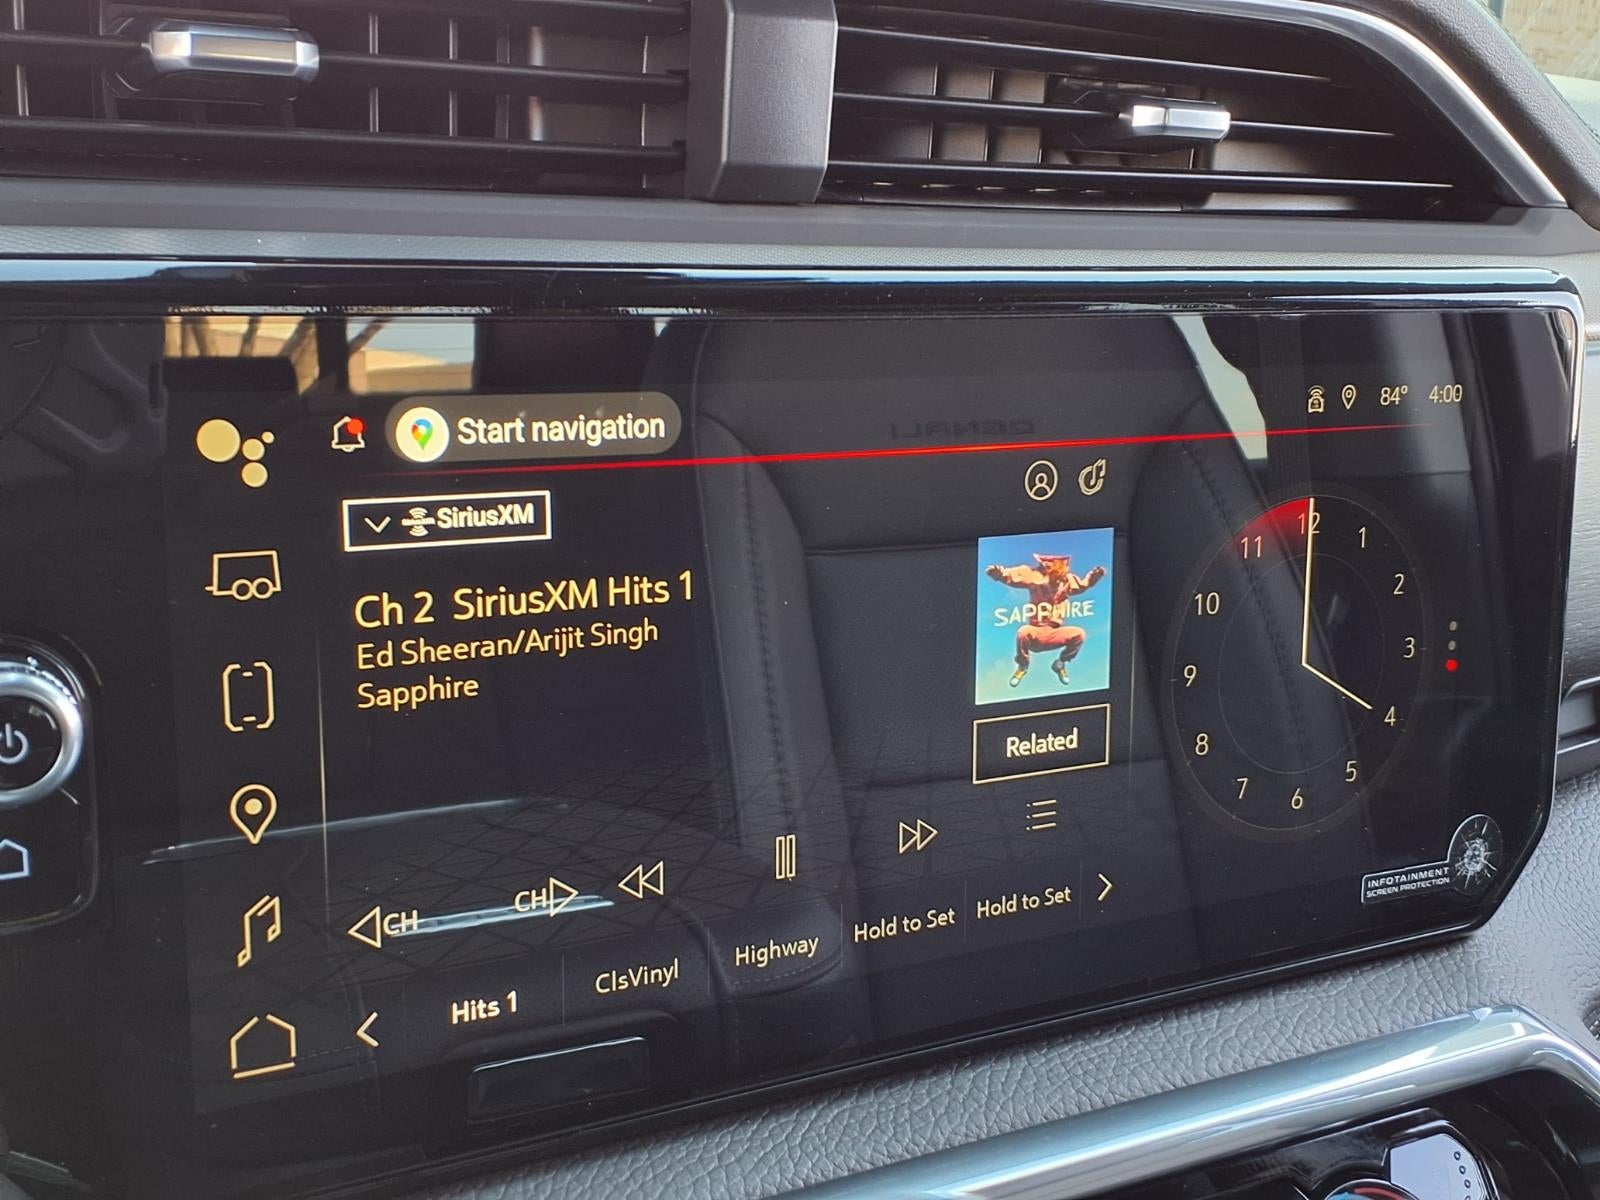 DENALI
84° 4:00
Start navigation
SiriusXM
Ch 2 SiriusXM Hits 1
Ed Sheeran/Arijit Singh
Sapphire
SAPPHIRE
Related
12
1
2
3
4
5
6
7
8
9
10
11
CH
CH
Hits 1
ClsVinyl
Highway
Hold to Set
Hold to Set
INFOTAINMENT
SCREEN PROTECTION